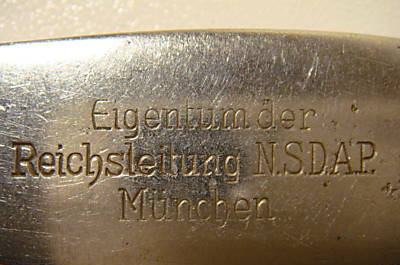 Eigentum der
Reichsleitung N.S.D.A.P.
München